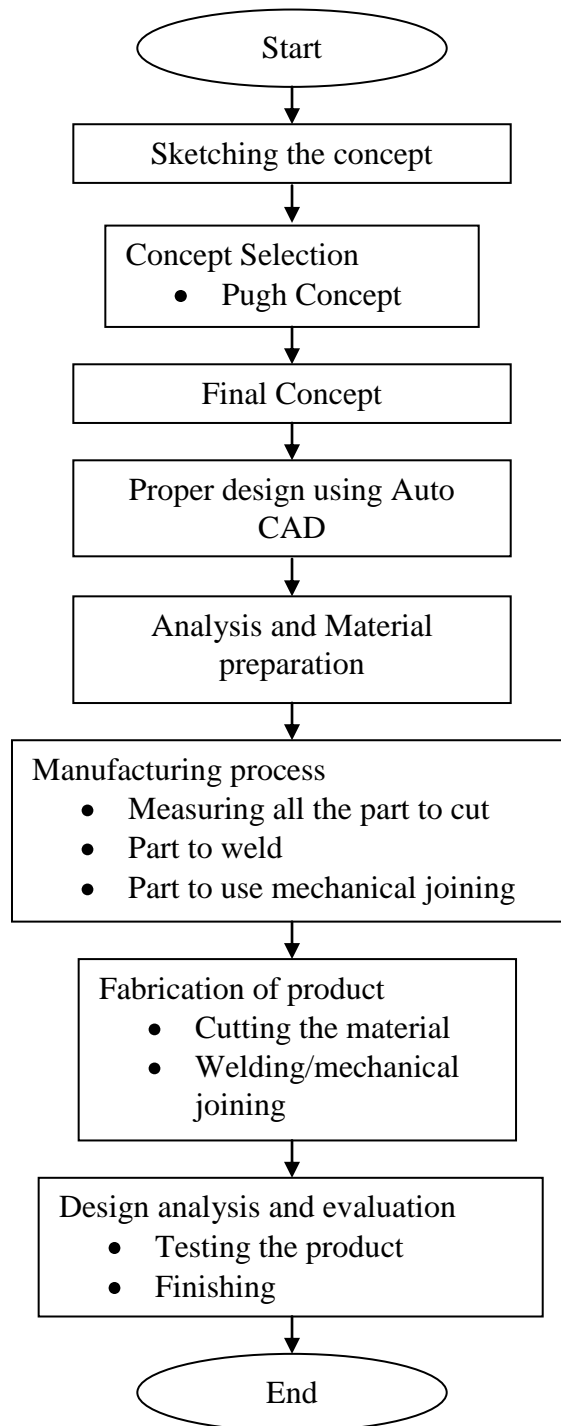 Start
Sketching the concept
Concept Selection
• Pugh Concept
Final Concept
Proper design using Auto
CAD
Analysis and Material
preparation
Manufacturing process
• Measuring all the part to cut
• Part to weld
• Part to use mechanical joining
Fabrication of product
• Cutting the material
• Welding/mechanical
joining
Design analysis and evaluation
• Testing the product
• Finishing
End